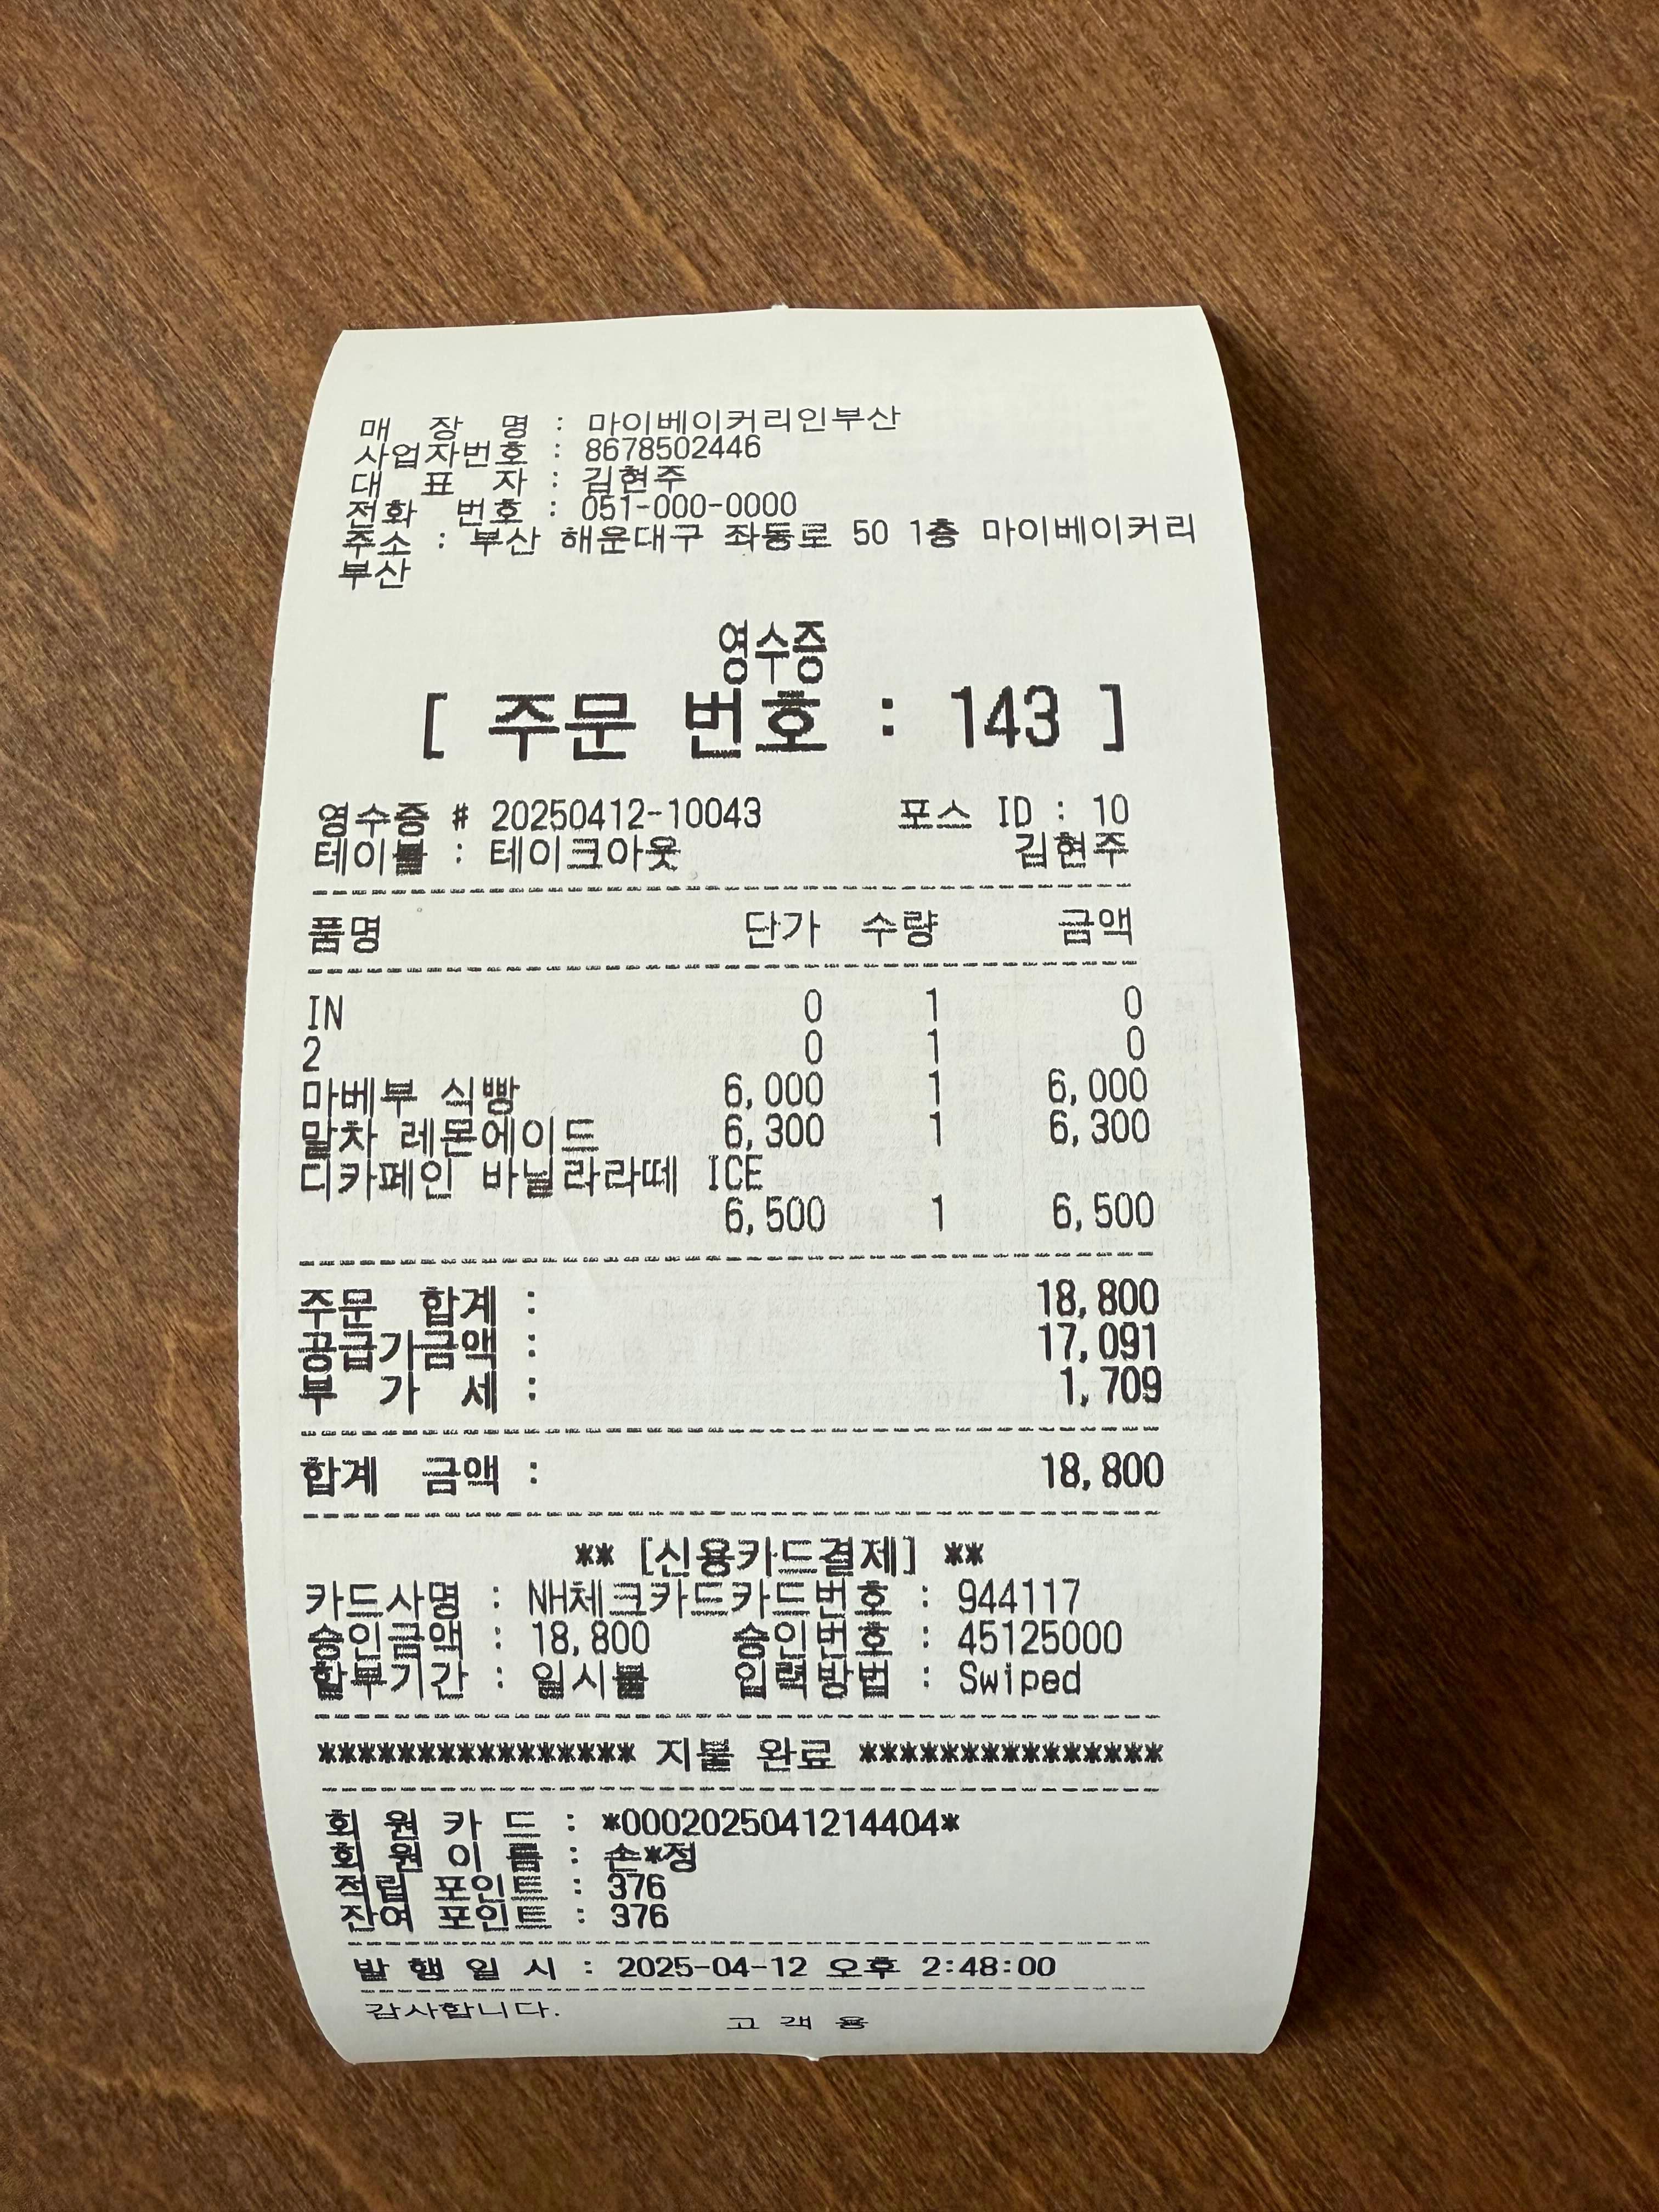 매 장 명 : 마이베이커리인부산
사업자번호 : 8678502446
대 표 자 : 김현주
전화 번호 : 051-000-0000
주소 : 부산 해운대구 좌동로 50 1층 마이베이커리
부산
영수증
[ 주문 번호 : 143 ]
영수증 # 20250412-10043 포스 ID : 10
테이블 : 테이크아웃 김현주
품명 단가 수량 금액
IN 0 1 0
2 0 1 0
마베부 식빵 6,000 1 6,000
말차 레몬에이드 6,300 1 6,300
디카페인 바닐라라떼 ICE
6,500 1 6,500
주문 합계 : 18,800
공급가금액 : 17,091
부 가 세 : 1,709
합계 금액 : 18,800
** [신용카드결제] **
카드사명 : NH체크카드카드번호 : 944117
승인금액 : 18,800 승인번호 : 45125000
할부기간 : 일시불 입력방법 : Swiped
**************** 지불 완료 ***************
회 원 카 드 : *0002025041214404*
회 원 이 름 : 손*정
적립 포인트 : 376
잔여 포인트 : 376
발 행 일 시 : 2025-04-12 오후 2:48:00
감사합니다.
고 객 용